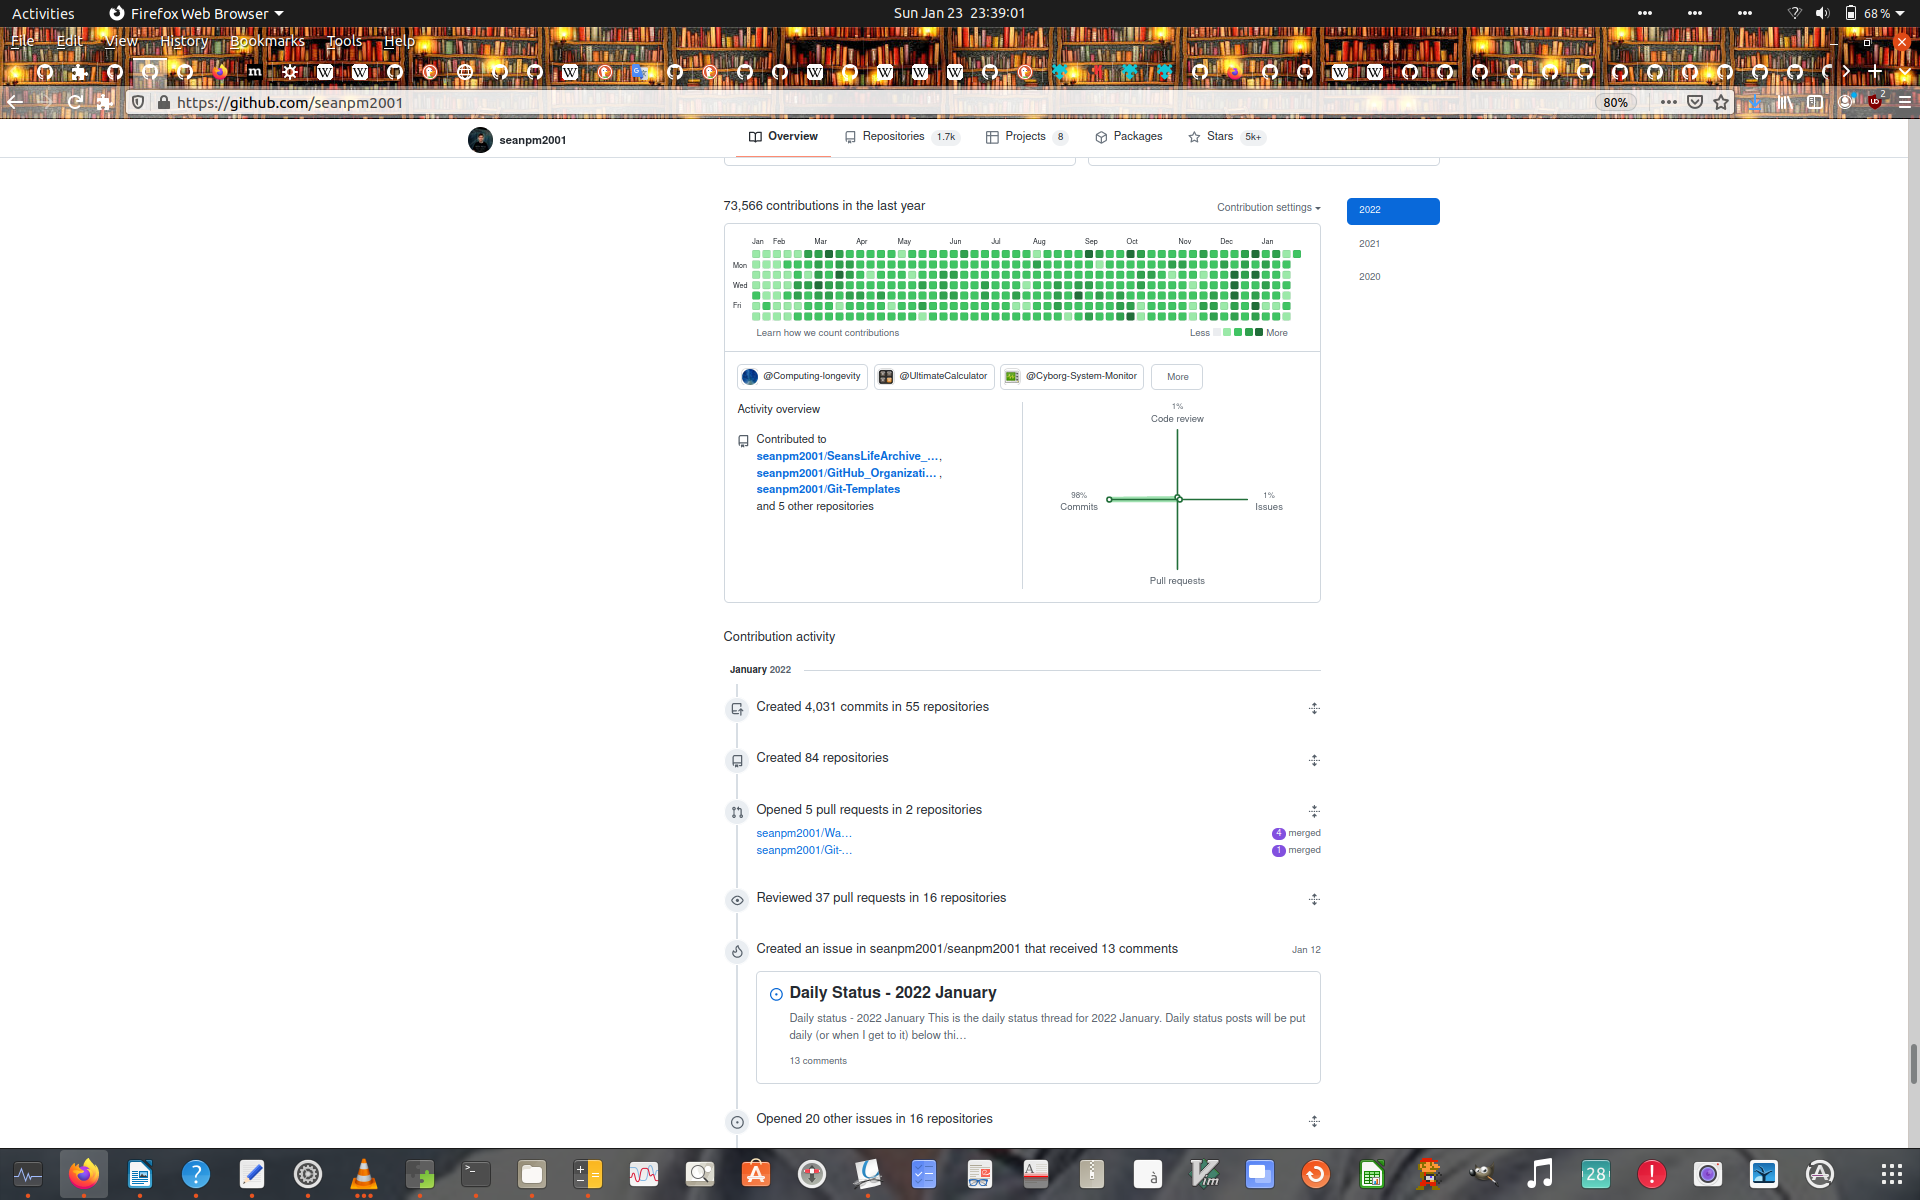 Activities
Firefox Web Browser
Sun Jan 23 23:39:01
68 %
File Edit View History Bookmarks Tools Help
https://github.com/seanpm2001
80%
2
seanpm2001
Overview
Repositories 1.7k
Projects 8
Packages
Stars 5k+
73,566 contributions in the last year
Contribution settings
2022
2021
2020
Jan Feb Mar Apr May Jun Jul Aug Sep Oct Nov Dec Jan
Mon
Wed
Fri
Learn how we count contributions
Less More
@Computing-longevity
@UltimateCalculator
@Cyborg-System-Monitor
More
Activity overview
Contributed to
seanpm2001/SeansLifeArchive_…,
seanpm2001/GitHub_Organizati…,
seanpm2001/Git-Templates
and 5 other repositories
1%
Code review
98%
Commits
1%
Issues
Pull requests
Contribution activity
January 2022
Created 4,031 commits in 55 repositories
Created 84 repositories
Opened 5 pull requests in 2 repositories
seanpm2001/Wa… 4 merged
seanpm2001/Git-… 1 merged
Reviewed 37 pull requests in 16 repositories
Created an issue in seanpm2001/seanpm2001 that received 13 comments Jan 12
Daily Status - 2022 January
Daily status - 2022 January This is the daily status thread for 2022 January. Daily status posts will be put
daily (or when I get to it) below thi…
13 comments
Opened 20 other issues in 16 repositories
28